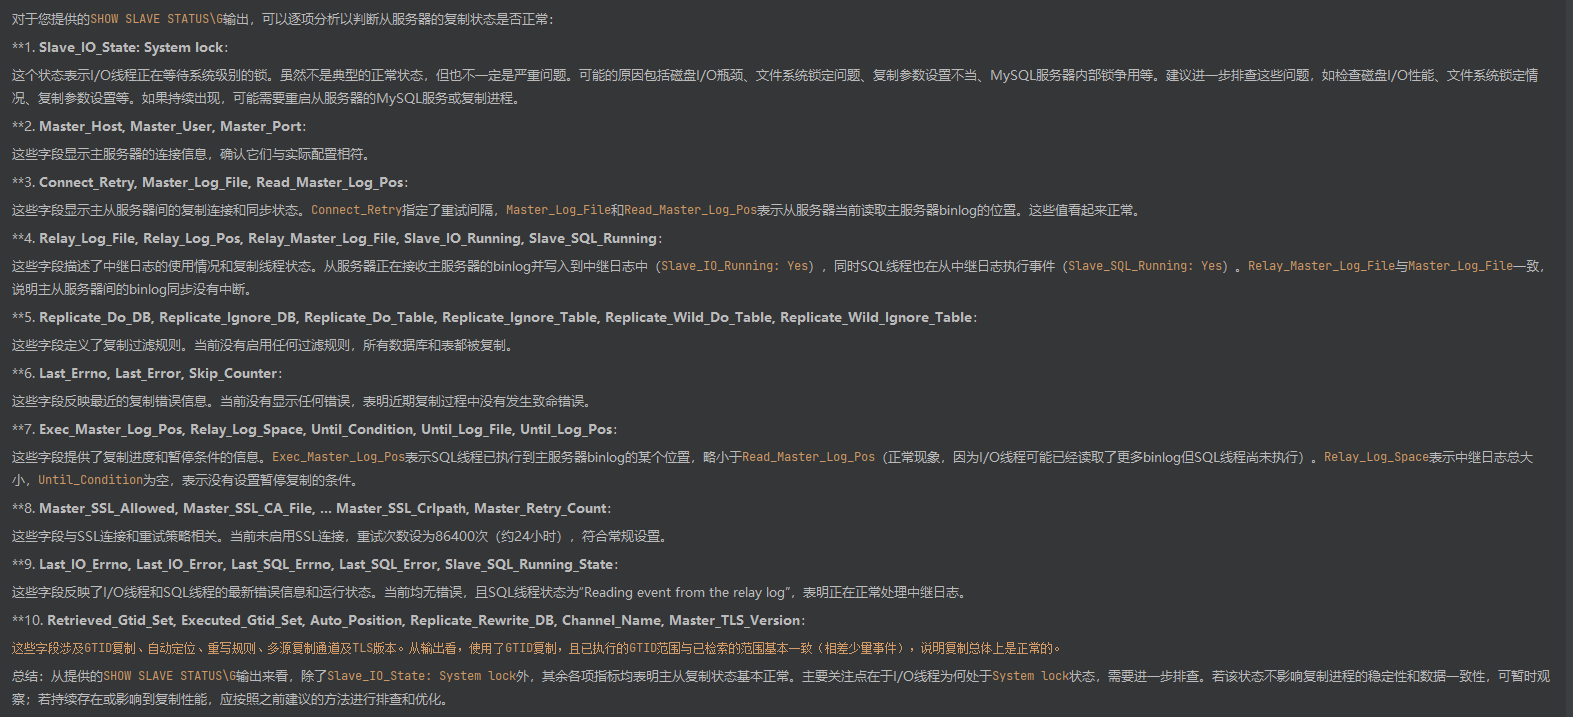 对于您提供的SHOW SLAVE STATUS\G输出，可以逐项分析以判断从服务器的复制状态是否正常：
**1. Slave_IO_State: System lock：
这个状态表示I/O线程正在等待系统级别的锁。虽然不是典型的正常状态，但也不一定是严重问题。可能的原因包括磁盘I/O瓶颈、文件系统锁定问题、复制参数设置不当、MySQL服务器内部锁争用等。建议进一步排查这些问题，如检查磁盘I/O性能、文件系统锁定情
况、复制参数设置等。如果持续出现，可能需要重启从服务器的MySQL服务或复制进程。
**2. Master_Host, Master_User, Master_Port：
这些字段显示主服务器的连接信息，确认它们与实际配置相符。
**3. Connect_Retry, Master_Log_File, Read_Master_Log_Pos：
这些字段显示主从服务器间的复制连接和同步状态。Connect_Retry指定了重试间隔，Master_Log_File和Read_Master_Log_Pos表示从服务器当前读取主服务器binlog的位置。这些值看起来正常。
**4. Relay_Log_File, Relay_Log_Pos, Relay_Master_Log_File, Slave_IO_Running, Slave_SQL_Running：
这些字段描述了中继日志的使用情况和复制线程状态。从服务器正在接收主服务器的binlog并写入到中继日志中（Slave_IO_Running: Yes），同时SQL线程也在从中继日志执行事件（Slave_SQL_Running: Yes）。Relay_Master_Log_File与Master_Log_File一致，
说明主从服务器间的binlog同步没有中断。
**5. Replicate_Do_DB, Replicate_Ignore_DB, Replicate_Do_Table, Replicate_Ignore_Table, Replicate_Wild_Do_Table, Replicate_Wild_Ignore_Table：
这些字段定义了复制过滤规则。当前没有启用任何过滤规则，所有数据库和表都被复制。
**6. Last_Errno, Last_Error, Skip_Counter：
这些字段反映最近的复制错误信息。当前没有显示任何错误，表明近期复制过程中没有发生致命错误。
**7. Exec_Master_Log_Pos, Relay_Log_Space, Until_Condition, Until_Log_File, Until_Log_Pos：
这些字段提供了复制进度和暂停条件的信息。Exec_Master_Log_Pos表示SQL线程已执行到主服务器binlog的某个位置，略小于Read_Master_Log_Pos（正常现象，因为I/O线程可能已经读取了更多binlog但SQL线程尚未执行）。Relay_Log_Space表示中继日志总大
小，Until_Condition为空，表示没有设置暂停复制的条件。
**8. Master_SSL_Allowed, Master_SSL_CA_File, ... Master_SSL_Crlpath, Master_Retry_Count：
这些字段与SSL连接和重试策略相关。当前未启用SSL连接，重试次数设为86400次（约24小时），符合常规设置。
**9. Last_IO_Errno, Last_IO_Error, Last_SQL_Errno, Last_SQL_Error, Slave_SQL_Running_State：
这些字段反映了I/O线程和SQL线程的最新错误信息和运行状态。当前均无错误，且SQL线程状态为“Reading event from the relay log”，表明正在正常处理中继日志。
**10. Retrieved_Gtid_Set, Executed_Gtid_Set, Auto_Position, Replicate_Rewrite_DB, Channel_Name, Master_TLS_Version：
这些字段涉及GTID复制、自动定位、重写规则、多源复制通道及TLS版本。从输出看，使用了GTID复制，且已执行的GTID范围与已检索的范围基本一致（相差少量事件），说明复制总体上是正常的。
总结：从提供的SHOW SLAVE STATUS\G输出来看，除了Slave_IO_State: System lock外，其余各项指标均表明主从复制状态基本正常。主要关注点在于I/O线程为何处于System lock状态，需要进一步排查。若该状态不影响复制进程的稳定性和数据一致性，可暂时观
察；若持续存在或影响到复制性能，应按照之前建议的方法进行排查和优化。